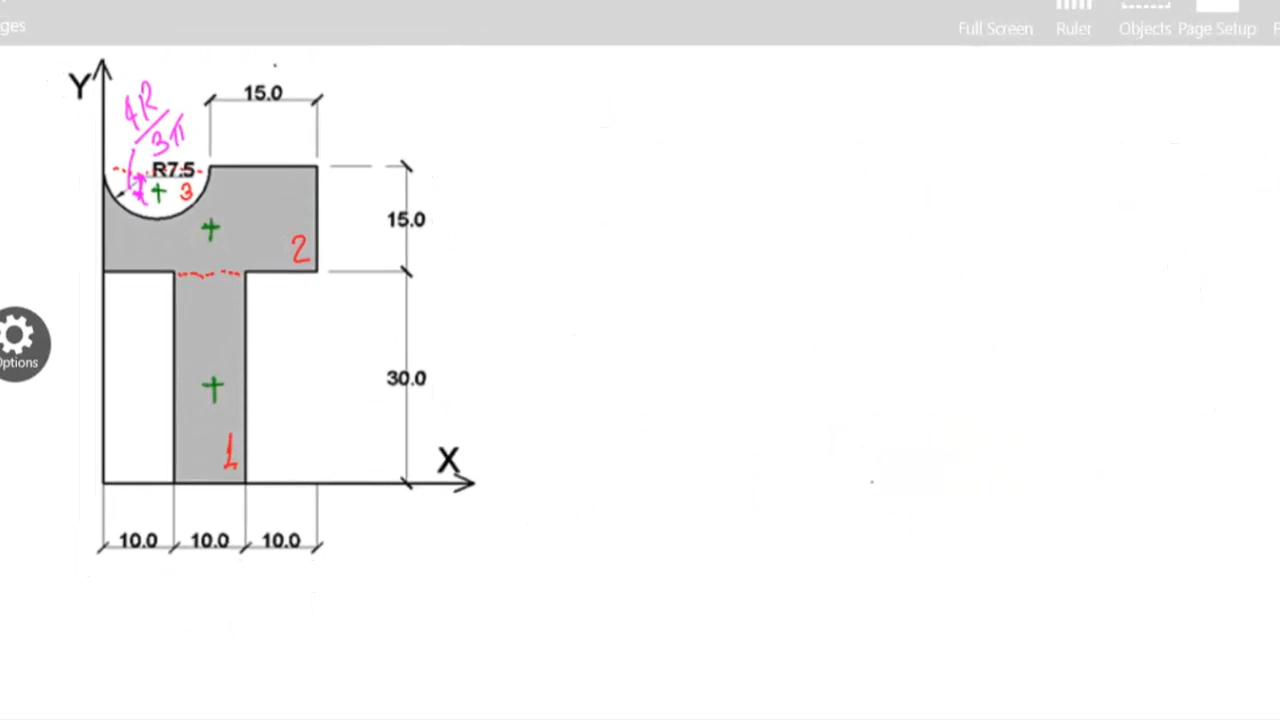 ges
Full Screen
Ruler
Objects
Page Setup
Y
4R
/3π
15.0
R7.5
3
15.0
2
Options
30.0
1
X
10.0
10.0
10.0